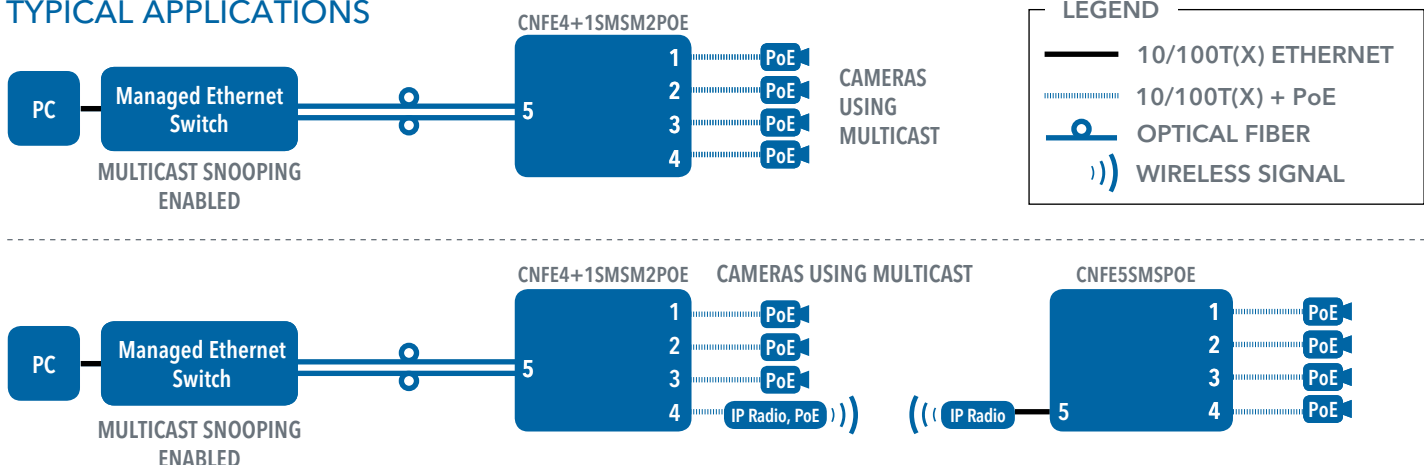 TYPICAL APPLICATIONS
CNFE4+1SMSM2POE
PC
Managed Ethernet
Switch
MULTICAST SNOOPING
ENABLED
5
1
2
3
4
PoE
PoE
PoE
PoE
CAMERAS
USING
MULTICAST
LEGEND
10/100T(X) ETHERNET
10/100T(X) + PoE
OPTICAL FIBER
WIRELESS SIGNAL
CNFE4+1SMSM2POE
CAMERAS USING MULTICAST
CNFE5SMSPOE
PC
Managed Ethernet
Switch
MULTICAST SNOOPING
ENABLED
5
1
2
3
4
PoE
PoE
PoE
IP Radio, PoE
IP Radio
5
1
2
3
4
PoE
PoE
PoE
PoE